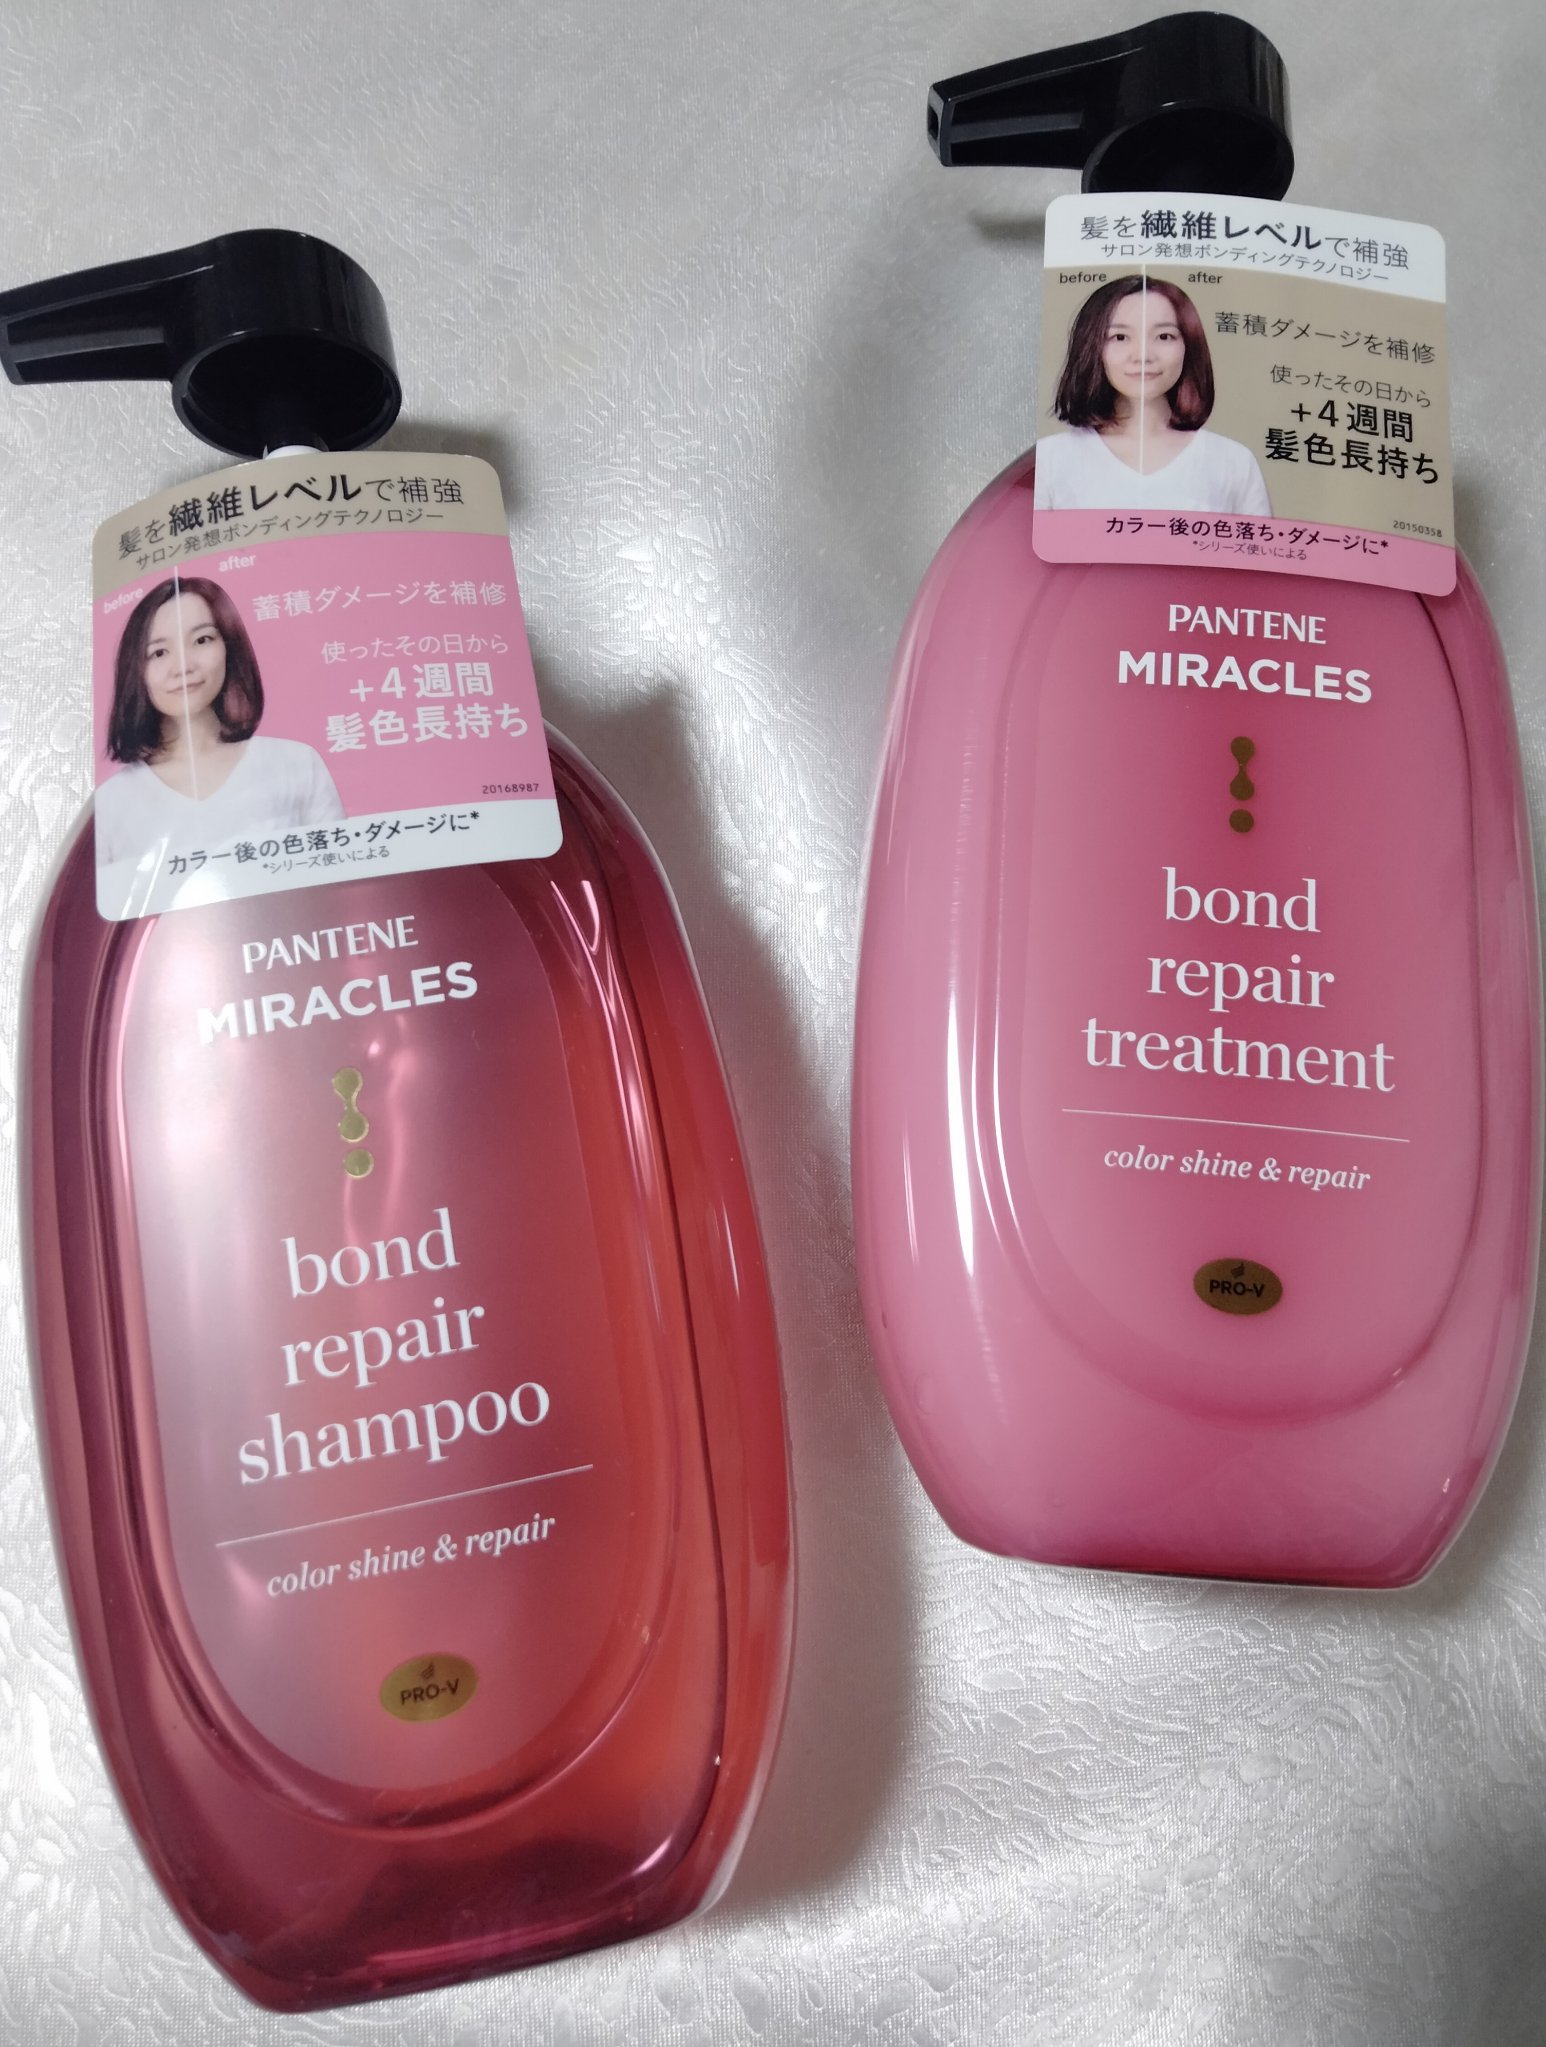 髪を繊維レベルで補強
サロン発想ボンディングテクノロジー
before
after
蓄積ダメージを補修
使ったその日から
+4週間
髪色長持ち
20168987
カラー後の色落ち・ダメージに*
*シリーズ使いによる
PANTENE
MIRACLES
bond
repair
shampoo
color shine & repair
PRO-V
髪を繊維レベルで補強
サロン発想ボンディングテクノロジー
before
after
蓄積ダメージを補修
使ったその日から
+4週間
髪色長持ち
20150358
カラー後の色落ち・ダメージに*
*シリーズ使いによる
PANTENE
MIRACLES
bond
repair
treatment
color shine & repair
PRO-V